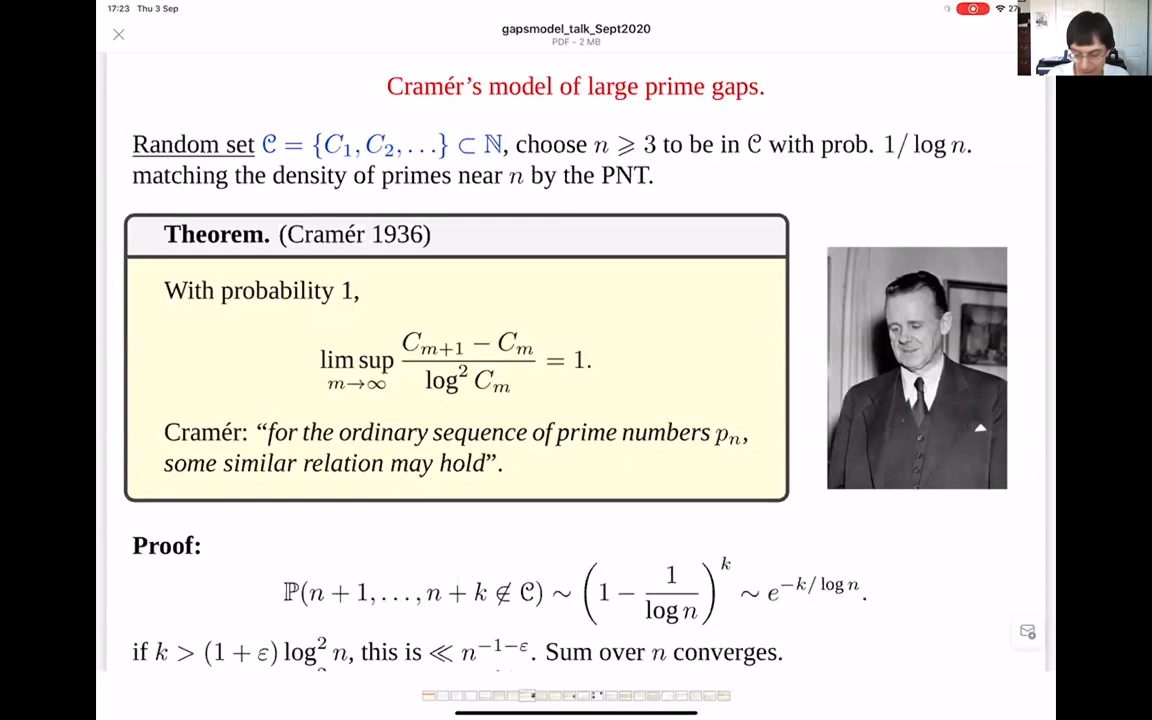 17:23 Thu 3 Sep
27
gapsmodel_talk_Sept2020
PDF - 2 MB
Cramér's model of large prime gaps.
Random set 𝒞 = {C₁, C₂, . . .} ⊂ ℕ, choose n ⩾ 3 to be in 𝒞 with prob. 1/ log n.
matching the density of primes near n by the PNT.
Theorem. (Cramér 1936)
With probability 1,
lim sup_{m→∞} (C_{m+1} − C_m)/(log² C_m) = 1.
Cramér: “for the ordinary sequence of prime numbers pₙ,
some similar relation may hold”.
Proof:
ℙ(n + 1, . . . , n + k ∉ 𝒞) ∼ (1 − 1/log n)^k ∼ e^{−k/ log n}.
if k > (1 + ε) log² n, this is ≪ n^{−1−ε}. Sum over n converges.